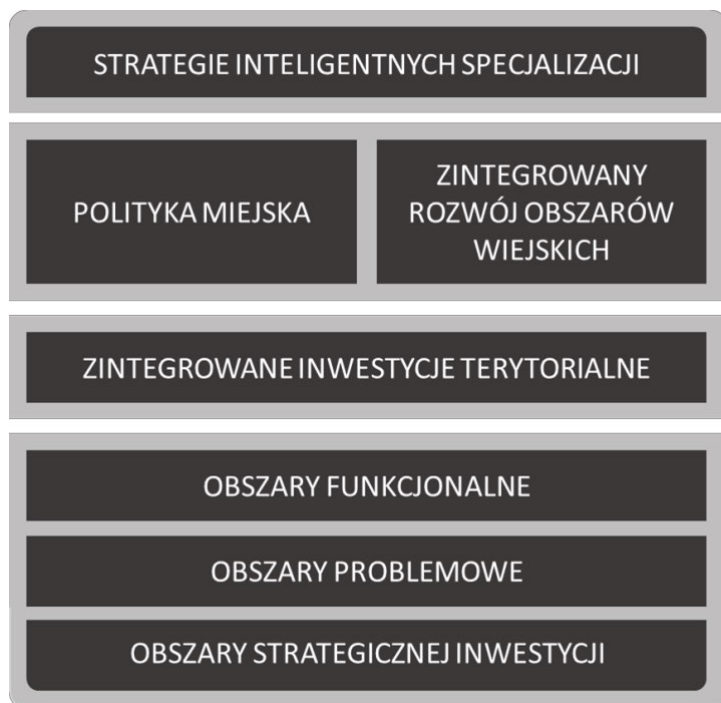 STRATEGIE INTELIGENTNYCH SPECJALIZACJI
POLITYKA MIEJSKA
ZINTEGROWANY
ROZWÓJ OBSZARÓW
WIEJSKICH
ZINTEGROWANE INWESTYCJE TERYTORIALNE
OBSZARY FUNKCJONALNE
OBSZARY PROBLEMOWE
OBSZARY STRATEGICZNEJ INWESTYCJI